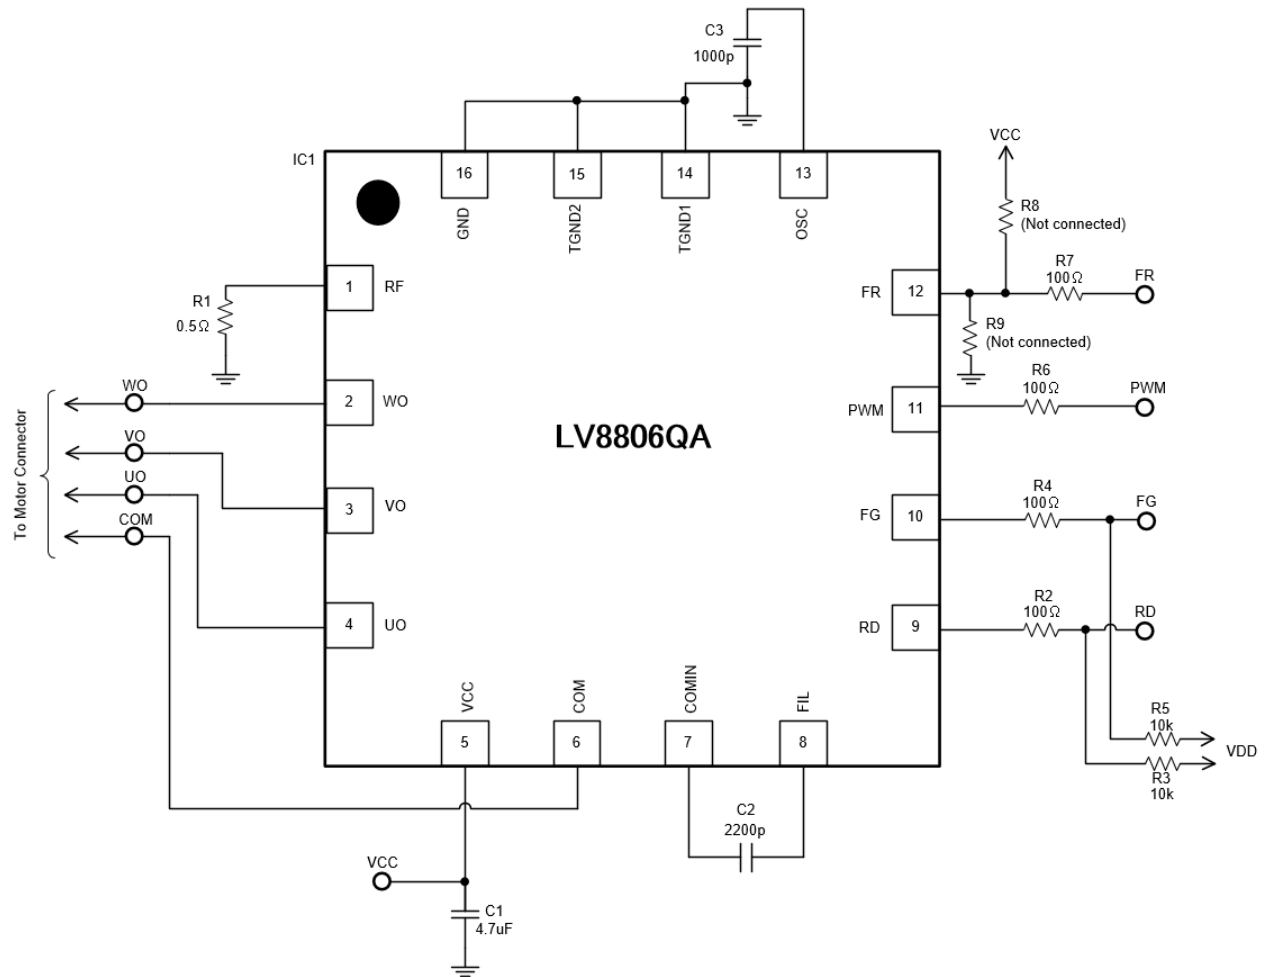 C3
1000p
IC1
16
15
14
13
GND
TGND2
TGND1
OSC
VCC
R8
(Not connected)
R7
100Ω
FR
1
RF
FR
12
R1
0.5Ω
R9
(Not connected)
WO
2
WO
PWM
11
R6
100Ω
PWM
To Motor Connector
VO
UO
COM
LV8806QA
3
VO
FG
10
R4
100Ω
FG
4
UO
RD
9
R2
100Ω
RD
VCC
COM
COMIN
FIL
5
6
7
8
R5
10k
VDD
R3
10k
C2
2200p
VCC
C1
4.7uF